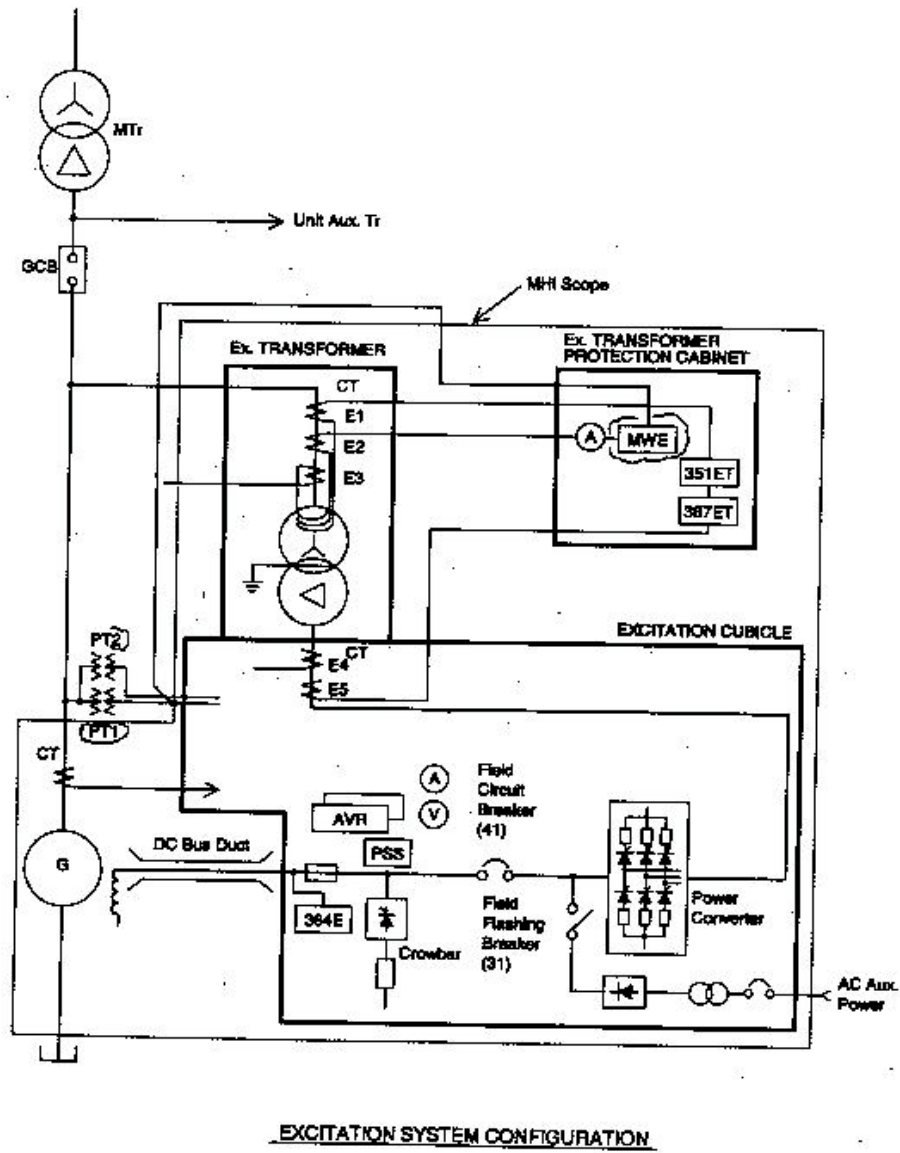 MTr
Unit Aux. Tr
GCB
MHI Scope
Ex. TRANSFORMER
Ex. TRANSFORMER
PROTECTION CABINET
CT
E1
E2
E3
A
MWE
351ET
387ET
EXCITATION CUBICLE
PT2
PT1
CT
E4
E5
CT
G
DC Bus Duct
AVR
PSS
A
V
Field
Circuit
Breaker
(41)
364E
Crowbar
Field
Flashing
Breaker
(31)
Power
Converter
AC Aux.
Power
EXCITATION SYSTEM CONFIGURATION